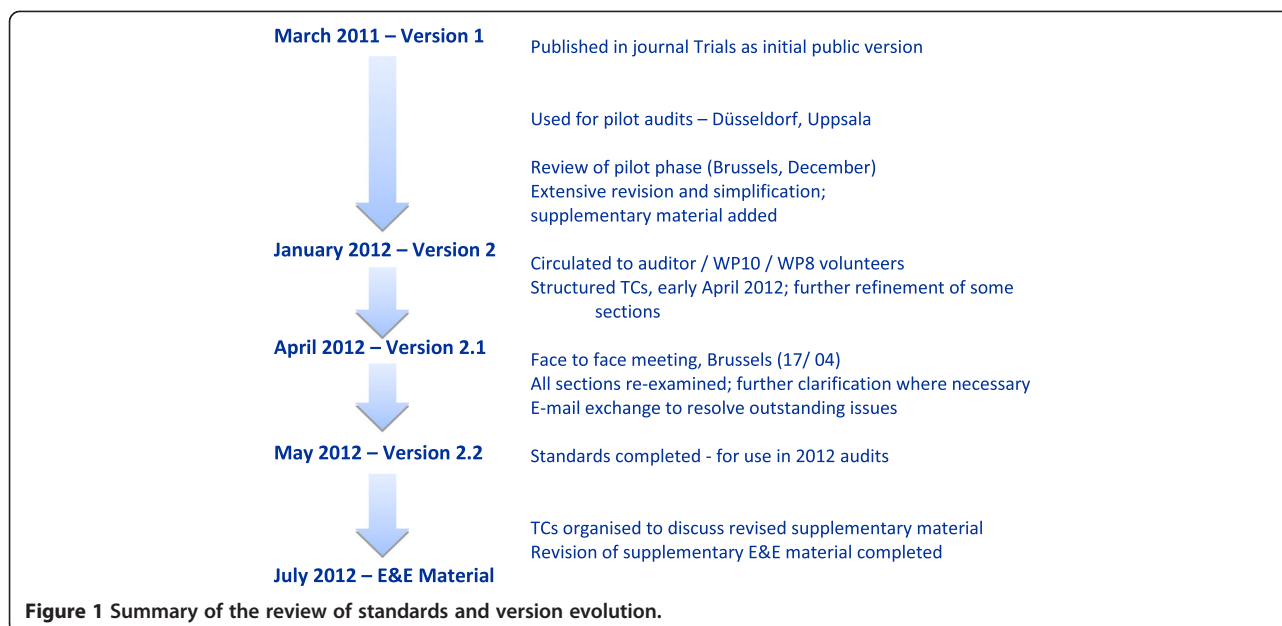 March 2011 – Version 1
Published in journal Trials as initial public version
Used for pilot audits – Düsseldorf, Uppsala
Review of pilot phase (Brussels, December)
Extensive revision and simplification;
supplementary material added
January 2012 – Version 2
Circulated to auditor / WP10 / WP8 volunteers
Structured TCs, early April 2012; further refinement of some
sections
April 2012 – Version 2.1
Face to face meeting, Brussels (17/ 04)
All sections re-examined; further clarification where necessary
E-mail exchange to resolve outstanding issues
May 2012 – Version 2.2
Standards completed - for use in 2012 audits
TCs organised to discuss revised supplementary material
Revision of supplementary E&E material completed
July 2012 – E&E Material
Figure 1 Summary of the review of standards and version evolution.